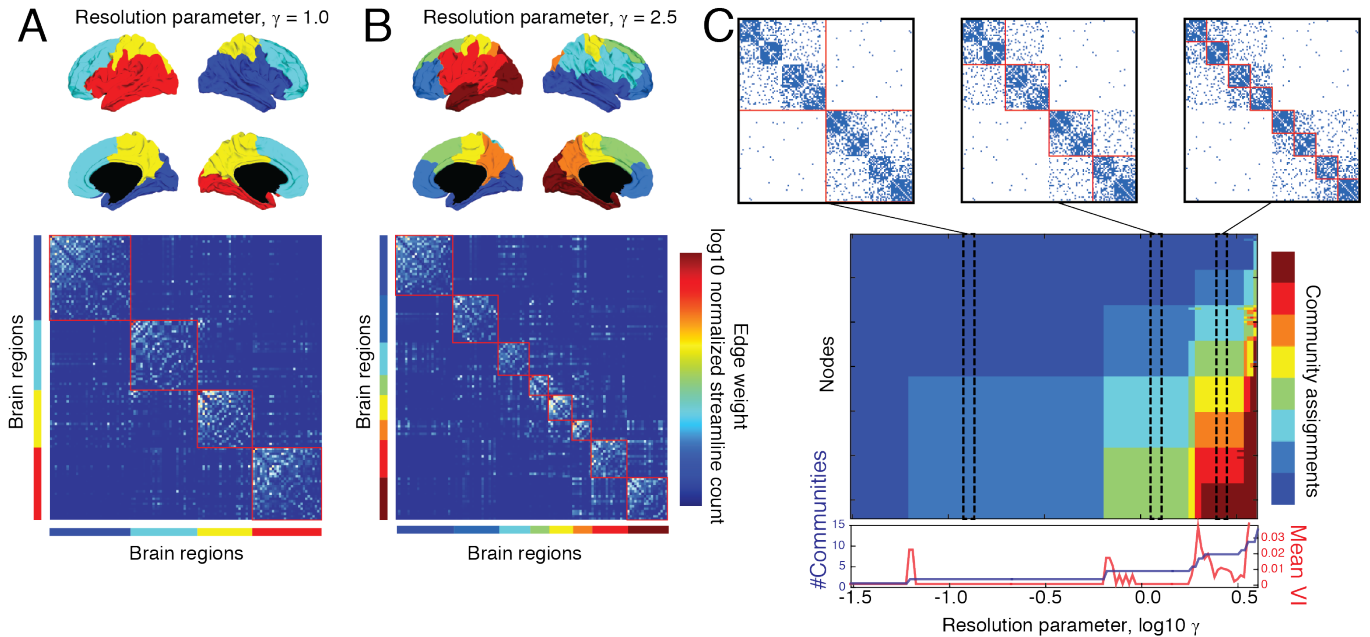 A
Resolution parameter, γ = 1.0
Brain regions
Brain regions
B
Resolution parameter, γ = 2.5
Brain regions
Brain regions
log10 normalized streamline count
Edge weight
C
Nodes
Community assignments
#Communities
15
10
5
0
Mean VI
0.03
0.02
0.01
0
-1.5
-1.0
-0.5
0.0
0.5
Resolution parameter, log10 γ